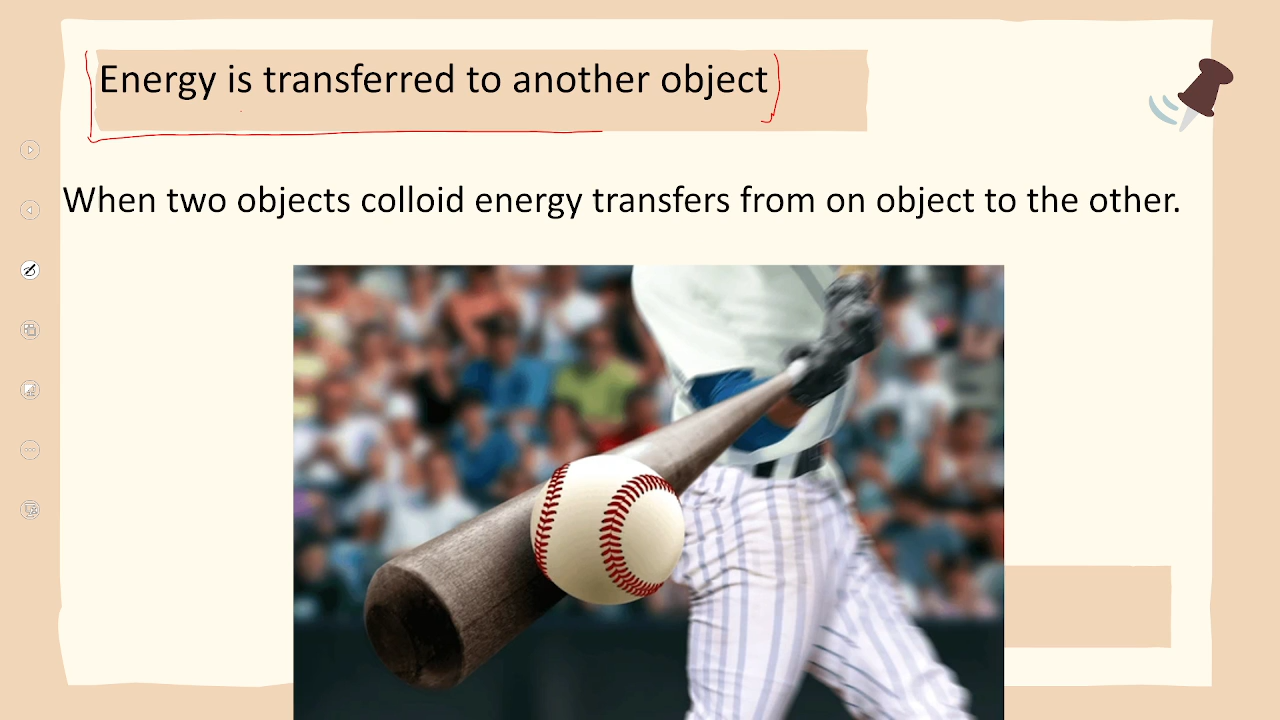 Energy is transferred to another object
When two objects colloid energy transfers from on object to the other.